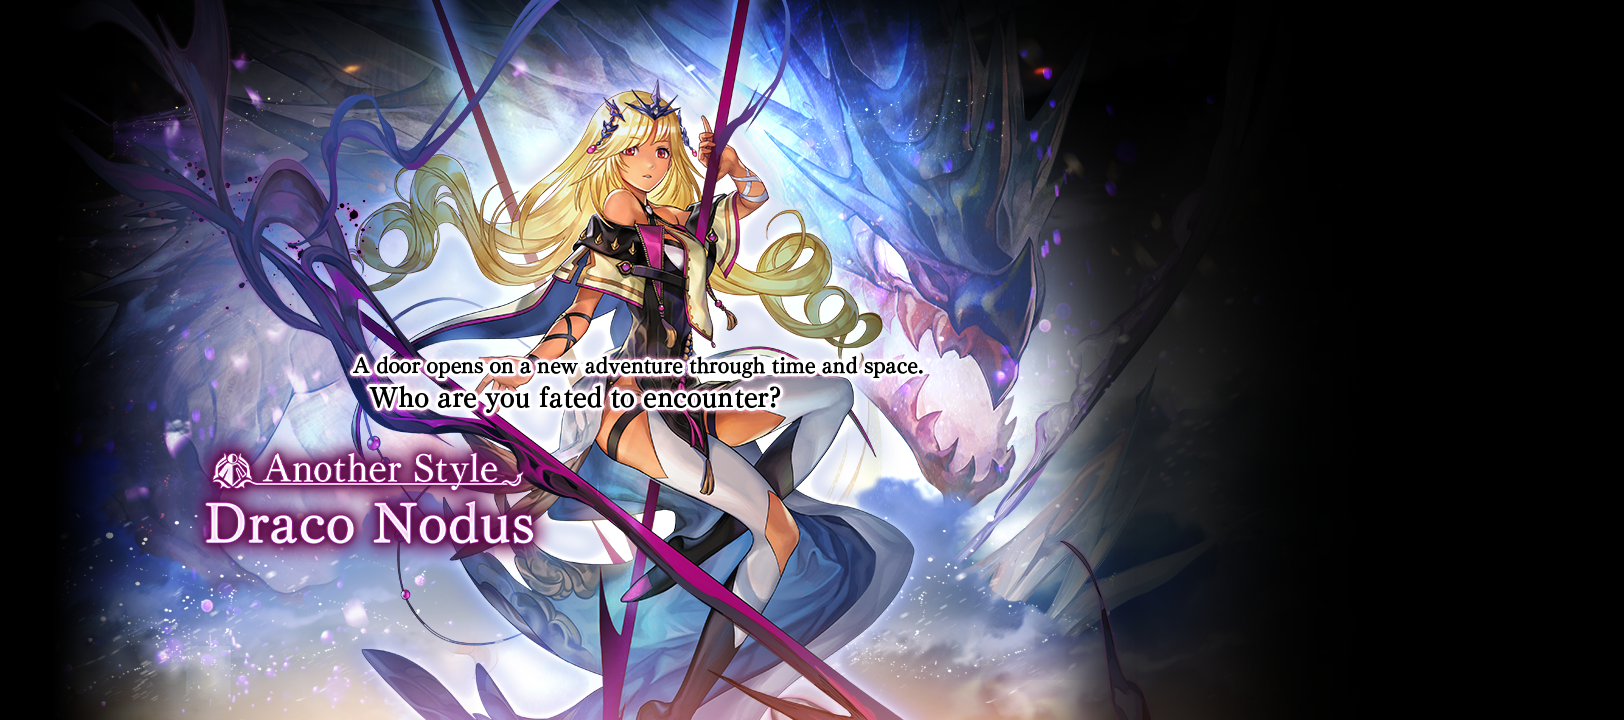 A door opens on a new adventure through time and space.
Who are you fated to encounter?
Another Style
Draco Nodus